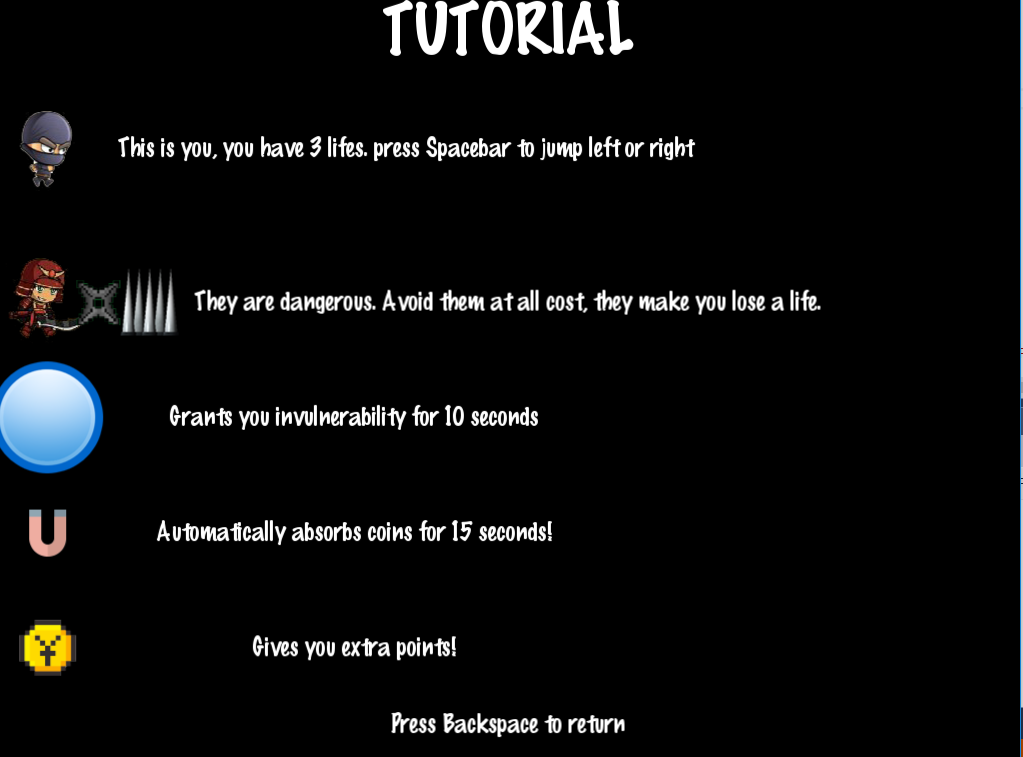 TUTORIAL
This is you, you have 3 lifes. press Spacebar to jump left or right
They are dangerous. Avoid them at all cost, they make you lose a life.
Grants you invulnerability for 10 seconds
Automatically absorbs coins for 15 seconds!
Gives you extra points!
Press Backspace to return